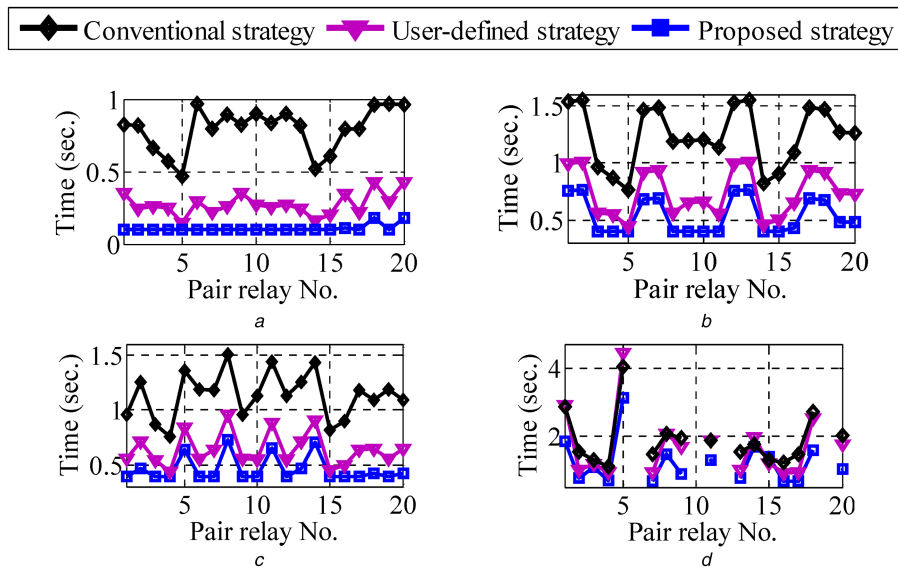 Conventional strategy User-defined strategy Proposed strategy
Time (sec.)
1
0.5
0
5 10 15 20
Pair relay No.
a
Time (sec.)
1.5
1
0.5
5 10 15 20
Pair relay No.
b
Time (sec.)
1.5
1
0.5
5 10 15 20
Pair relay No.
c
Time (sec.)
4
2
5 10 15 20
Pair relay No.
d